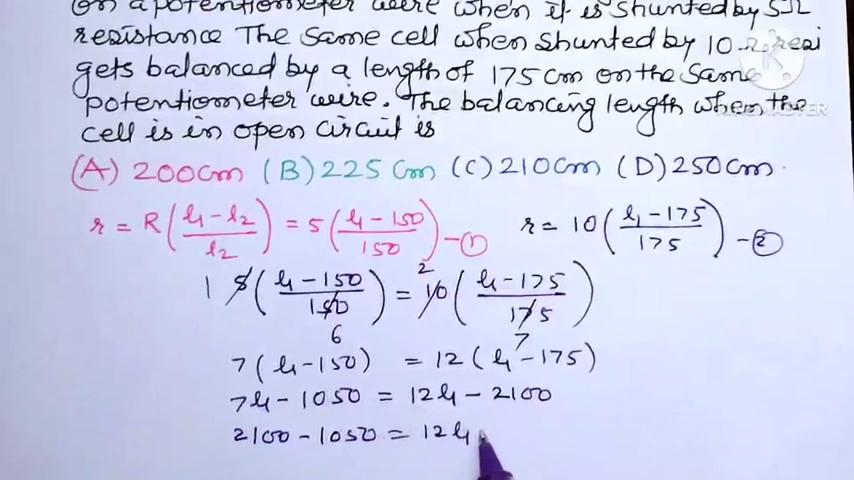 on a potentiometer wire when it is shunted by 5Ω
resistance The same cell when shunted by 10 Ω resi
gets balanced by a length of 175 cm on the same
potentiometer wire. The balancing length when the
cell is in open circuit is
(A) 200cm (B) 225 cm (C) 210cm (D) 250cm.
r = R (l₁ - l₂ / l₂) = 5 (l₁ - 150 / 150) - ① r = 10 (l₁ - 175 / 175) - ②
1 5 (l₁ - 150 / 150 6) = 2 10 (l₁ - 175 / 175 7)
7 (l₁ - 150) = 12 (l₁ - 175)
7l₁ - 1050 = 12l₁ - 2100
2100 - 1050 = 12l₁